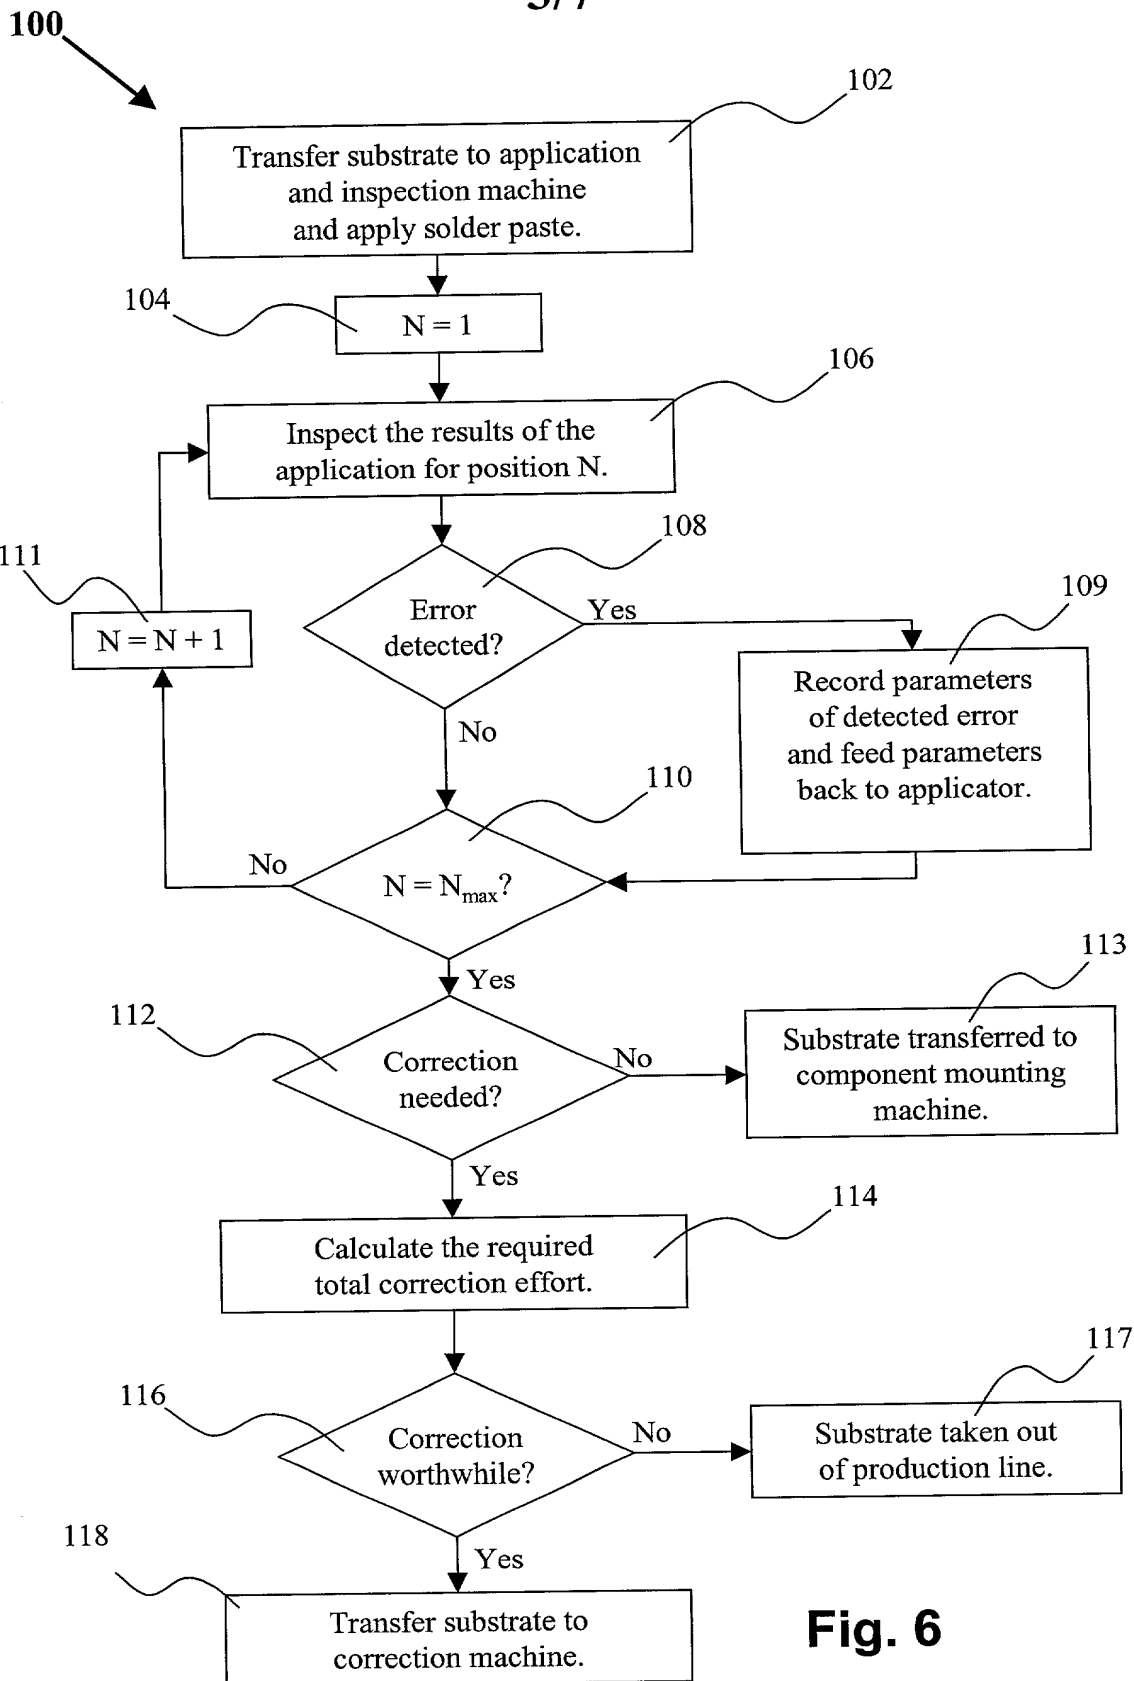 100
102
Transfer substrate to application
and inspection machine
and apply solder paste.
104
N = 1
106
Inspect the results of the
application for position N.
108
111
Error
detected?
Yes
109
N = N + 1
Record parameters
of detected error
and feed parameters
back to applicator.
No
110
No
N = Nmax?
113
Yes
112
Correction
needed?
No
Substrate transferred to
component mounting
machine.
Yes
114
Calculate the required
total correction effort.
117
116
Correction
worthwhile?
No
Substrate taken out
of production line.
118
Yes
Transfer substrate to
correction machine.
Fig. 6